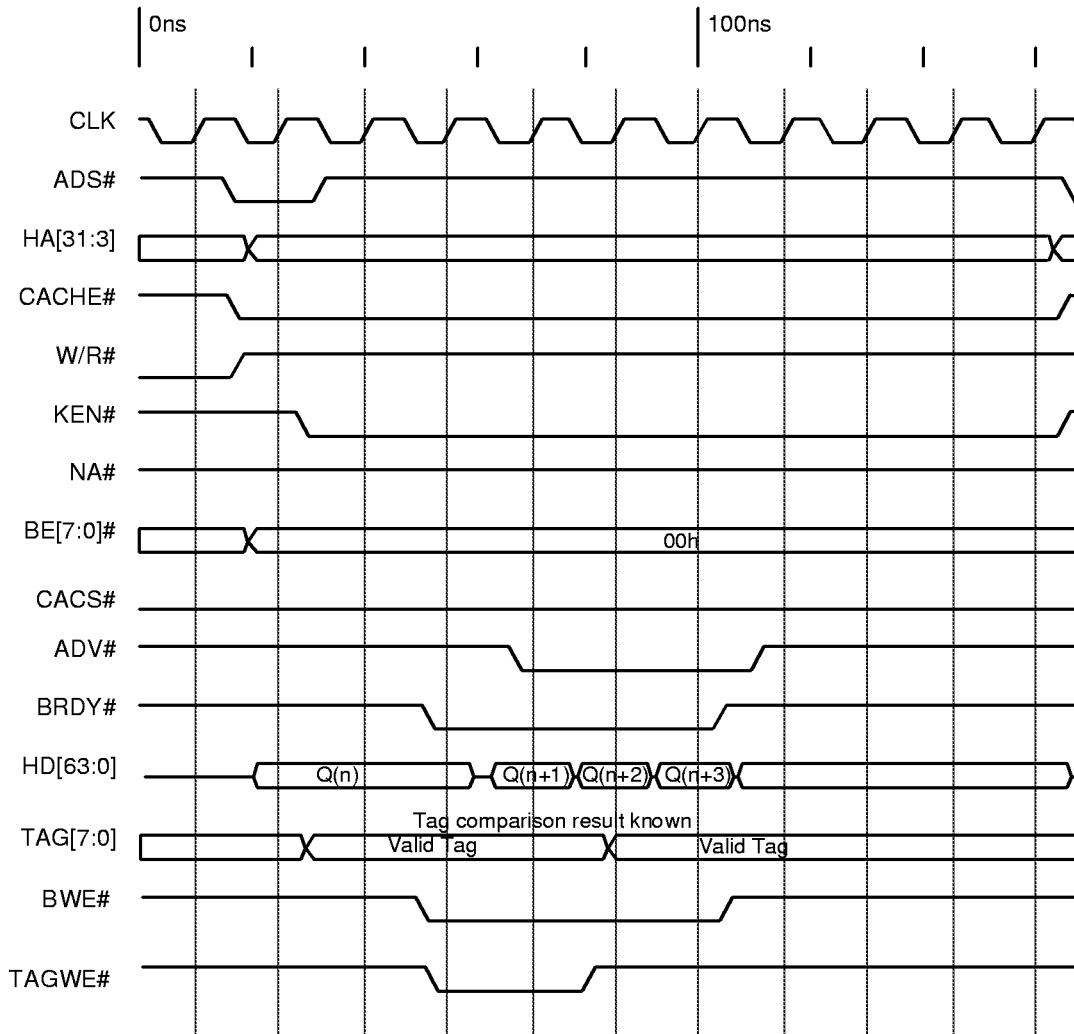 0ns 100ns
CLK
ADS#
HA[31:3]
CACHE#
W/R#
KEN#
NA#
BE[7:0]#
00h
CACS#
ADV#
BRDY#
HD[63:0] Q(n) Q(n+1) Q(n+2) Q(n+3)
Tag comparison result known
TAG[7:0] Valid Tag Valid Tag
BWE#
TAGWE#